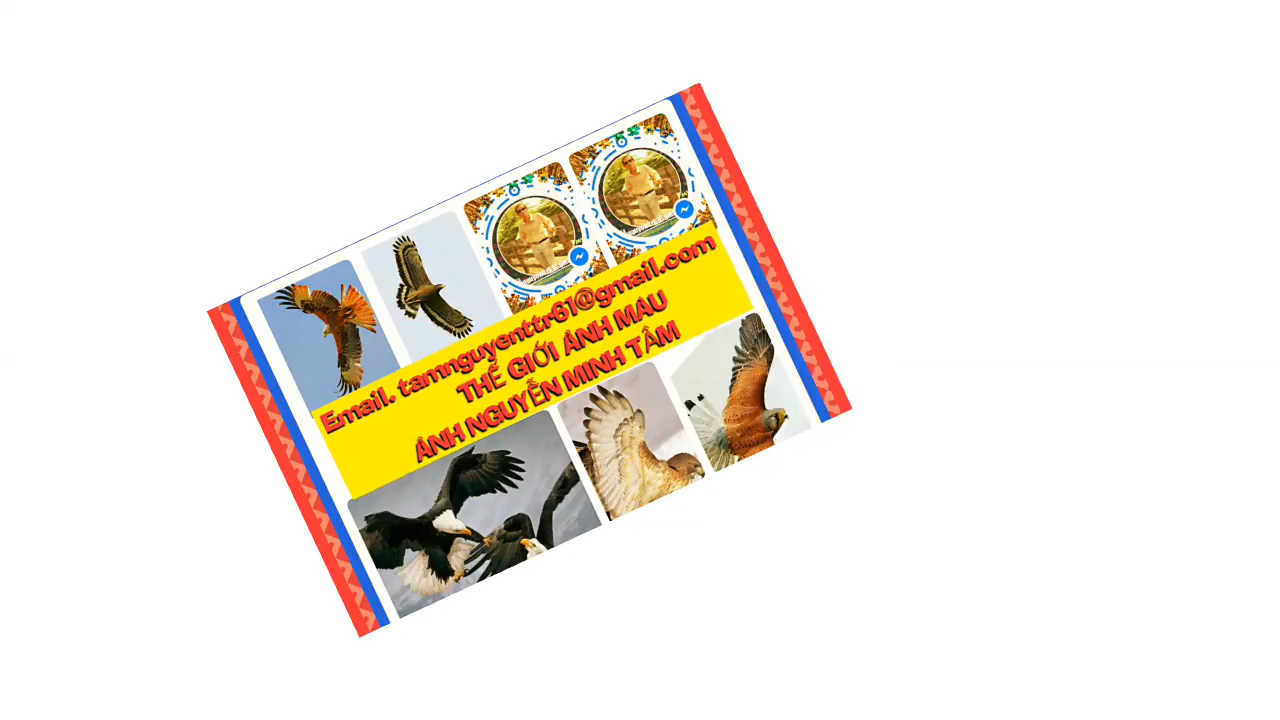 Email. tamnguyenttr61@gmail.com
THẾ GIỚI ẢNH MÀU
ẢNH NGUYỄN MINH TÂM